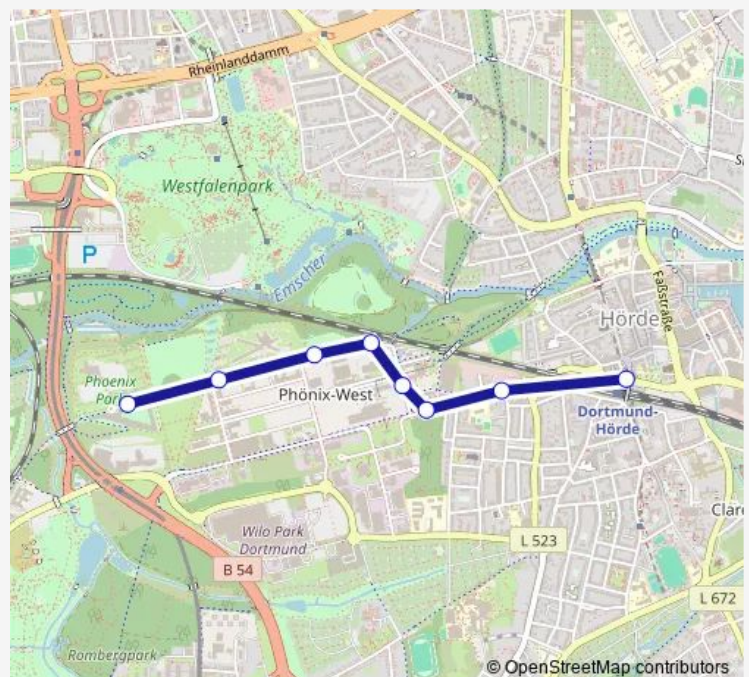 Rheinlanddamm
Westfalenpark
P
Emscher
Faßstraße
Hörde
Phoenix
Park
Phönix-West
Dortmund-
Hörde
Clare
Wilo Park
Dortmund
L 523
B 54
L 672
Rombergpark
© OpenStreetMap contributors